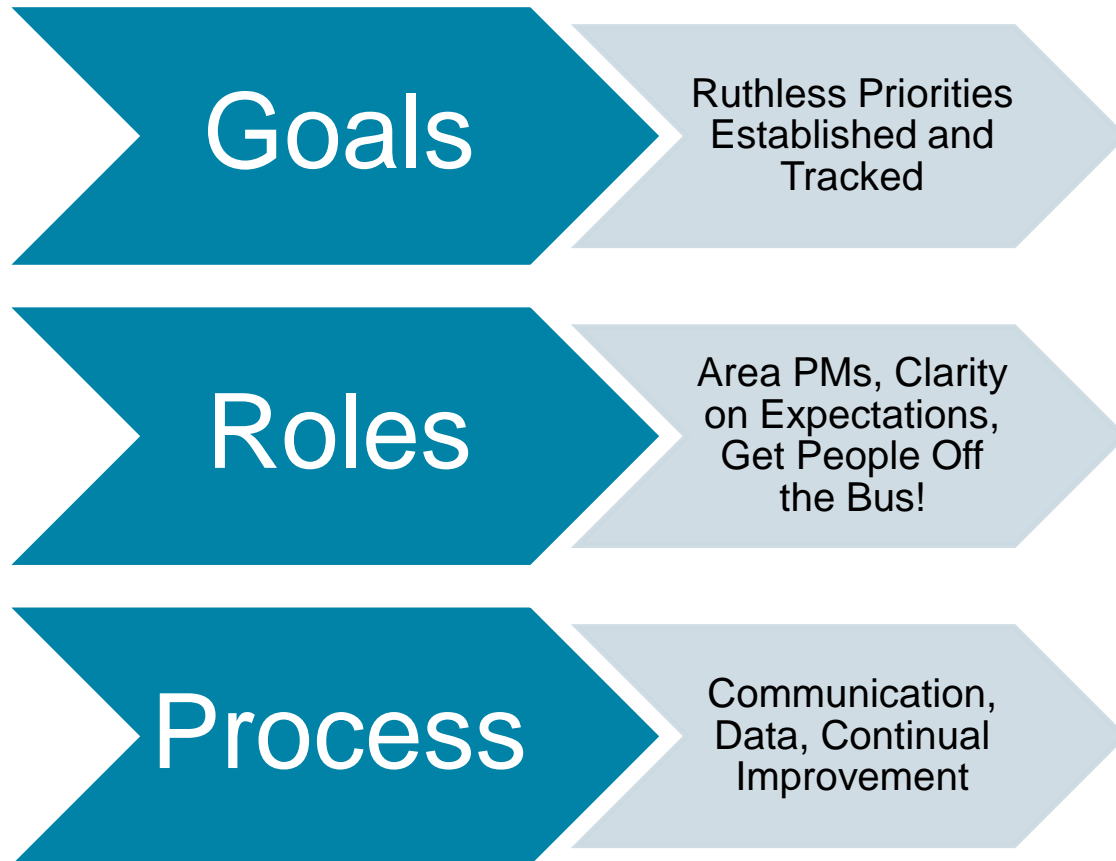 Goals
Ruthless Priorities
Established and
Tracked
Roles
Area PMs, Clarity
on Expectations,
Get People Off
the Bus!
Process
Communication,
Data, Continual
Improvement